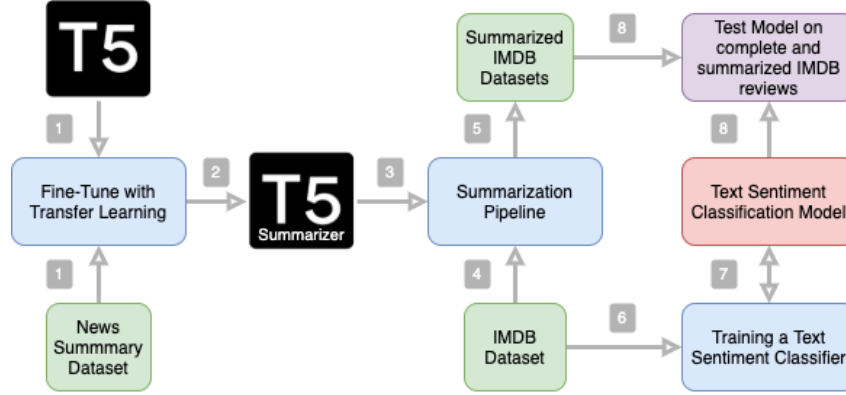 T5
1
Fine-Tune with
Transfer Learning
1
News
Summmary
Dataset
2
T5
Summarizer
3
Summarized
IMDB
Datasets
5
Summarization
Pipeline
4
IMDB
Dataset
8
Test Model on
complete and
summarized IMDB
reviews
8
Text Sentiment
Classification Model
7
6
Training a Text
Sentiment Classifier